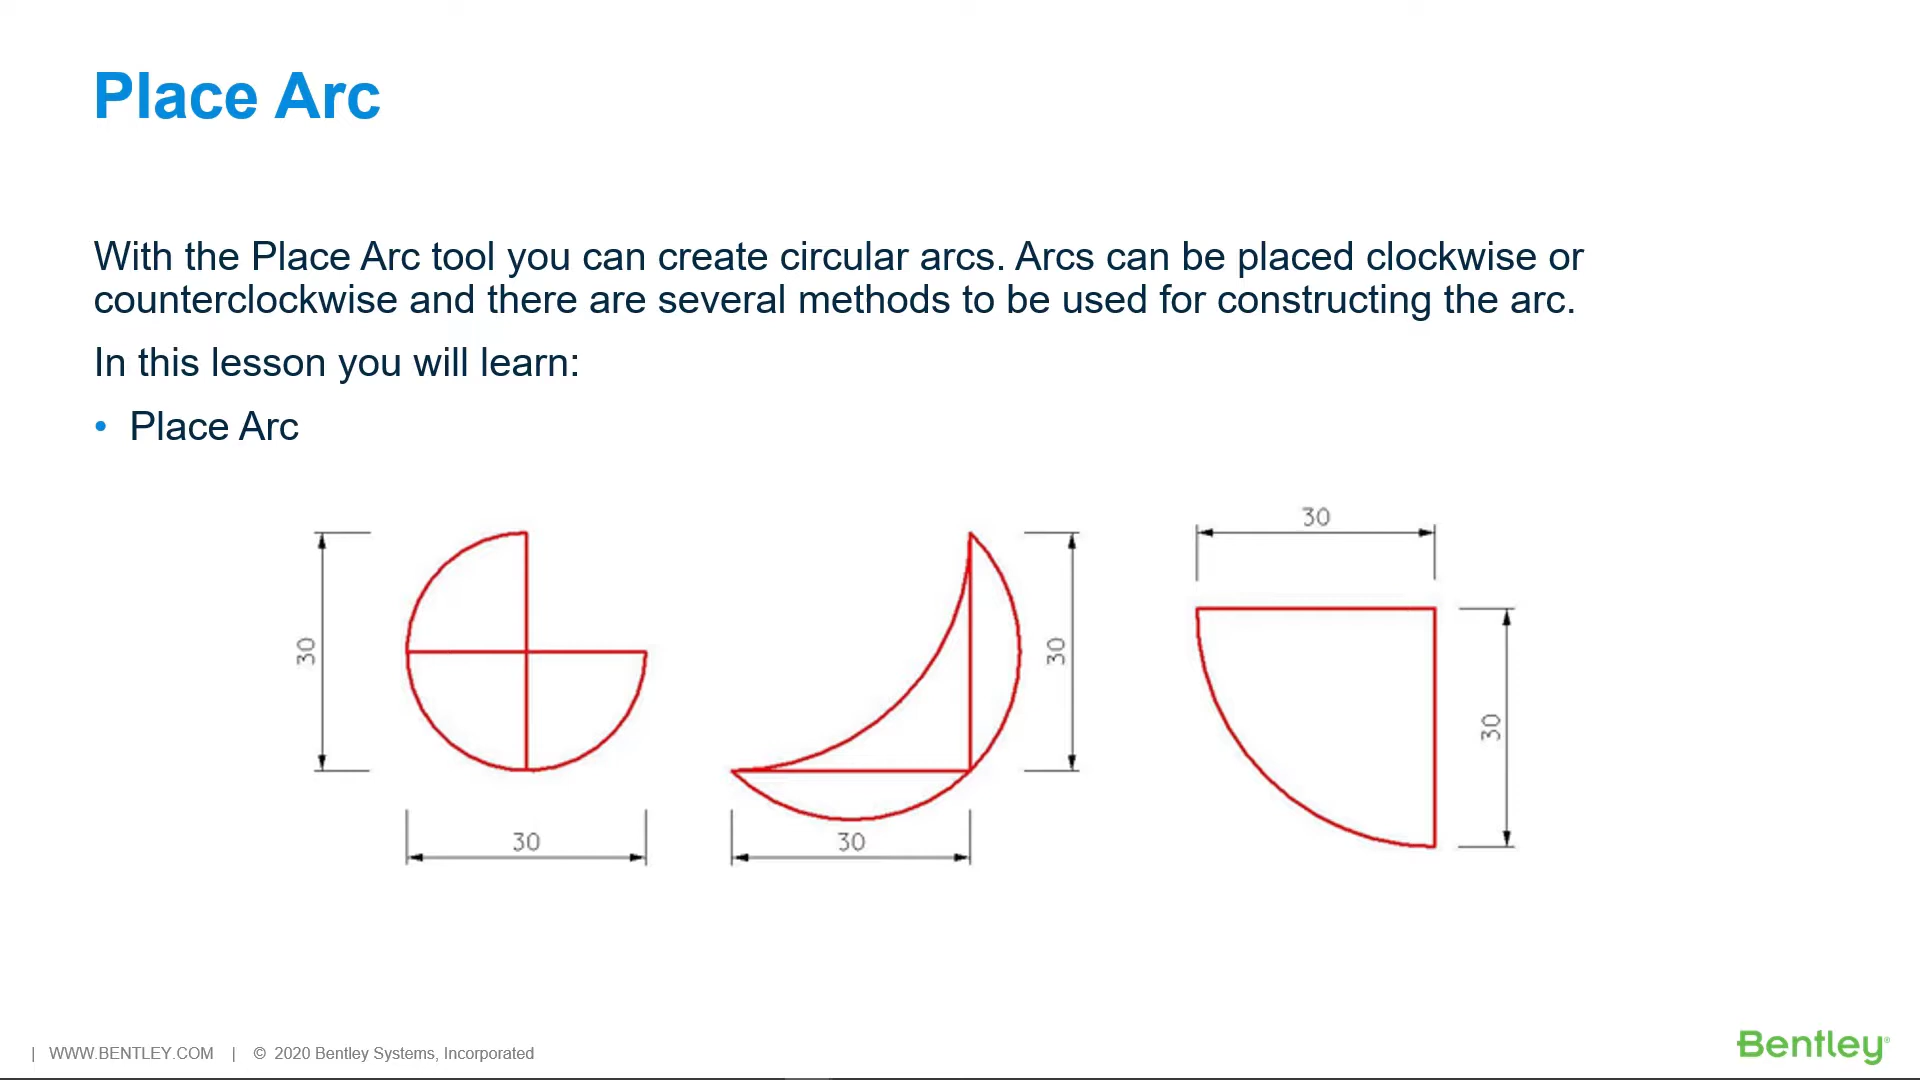 Place Arc
With the Place Arc tool you can create circular arcs. Arcs can be placed clockwise or
counterclockwise and there are several methods to be used for constructing the arc.
In this lesson you will learn:
• Place Arc
30
30
30
30
30
30
| WWW.BENTLEY.COM | © 2020 Bentley Systems, Incorporated
Bentley®